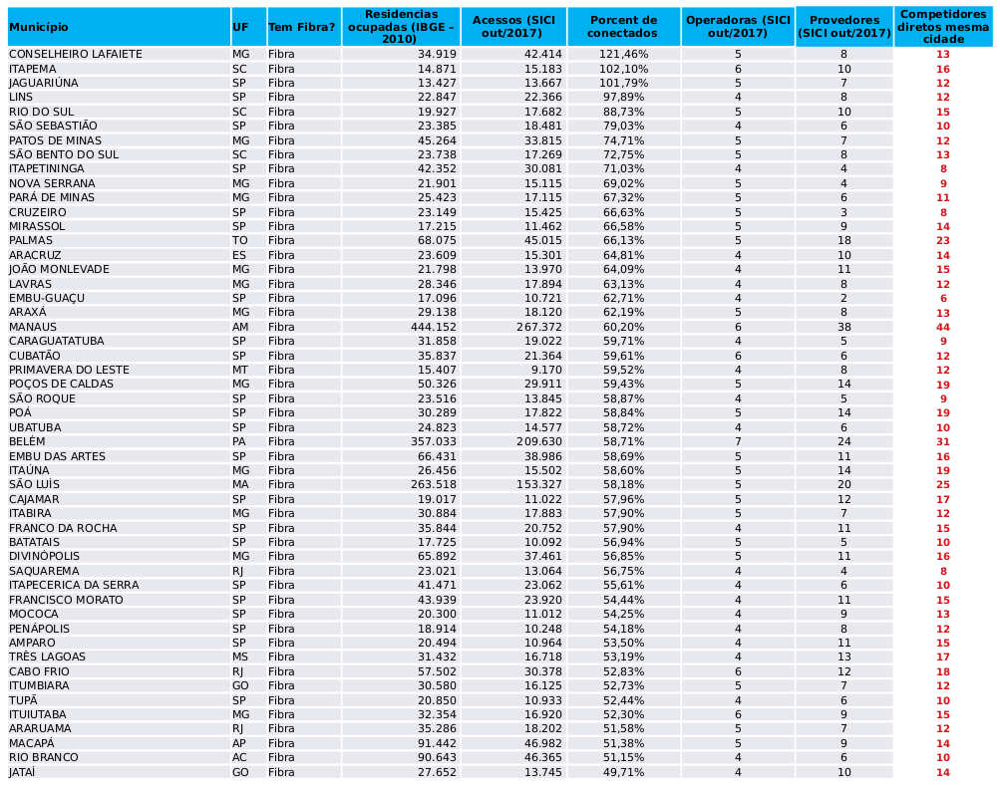 Município UF Tem Fibra? Residencias ocupadas (IBGE – 2010) Acessos (SICI out/2017) Porcent de conectados Operadoras (SICI out/2017) Provedores (SICI out/2017) Competidores diretos mesma cidade
CONSELHEIRO LAFAIETE MG Fibra 34.919 42.414 121,46% 5 8 13
ITAPEMA SC Fibra 14.871 15.183 102,10% 6 10 16
JAGUARIÚNA SP Fibra 13.427 13.667 101,79% 5 7 12
LINS SP Fibra 22.847 22.366 97,89% 4 8 12
RIO DO SUL SC Fibra 19.927 17.682 88,73% 5 10 15
SÃO SEBASTIÃO SP Fibra 23.385 18.481 79,03% 4 6 10
PATOS DE MINAS MG Fibra 45.264 33.815 74,71% 5 7 12
SÃO BENTO DO SUL SC Fibra 23.738 17.269 72,75% 5 8 13
ITAPETININGA SP Fibra 42.352 30.081 71,03% 4 4 8
NOVA SERRANA MG Fibra 21.901 15.115 69,02% 5 4 9
PARÁ DE MINAS MG Fibra 25.423 17.115 67,32% 5 6 11
CRUZEIRO SP Fibra 23.149 15.425 66,63% 5 3 8
MIRASSOL SP Fibra 17.215 11.462 66,58% 5 9 14
PALMAS TO Fibra 68.075 45.015 66,13% 5 18 23
ARACRUZ ES Fibra 23.609 15.301 64,81% 4 10 14
JOÃO MONLEVADE MG Fibra 21.798 13.970 64,09% 4 11 15
LAVRAS MG Fibra 28.346 17.894 63,13% 4 8 12
EMBU-GUAÇU SP Fibra 17.096 10.721 62,71% 4 2 6
ARAXÁ MG Fibra 29.138 18.120 62,19% 5 8 13
MANAUS AM Fibra 444.152 267.372 60,20% 6 38 44
CARAGUATATUBA SP Fibra 31.858 19.022 59,71% 4 5 9
CUBATÃO SP Fibra 35.837 21.364 59,61% 6 6 12
PRIMAVERA DO LESTE MT Fibra 15.407 9.170 59,52% 4 8 12
POÇOS DE CALDAS MG Fibra 50.326 29.911 59,43% 5 14 19
SÃO ROQUE SP Fibra 23.516 13.845 58,87% 4 5 9
POÁ SP Fibra 30.289 17.822 58,84% 5 14 19
UBATUBA SP Fibra 24.823 14.577 58,72% 4 6 10
BELÉM PA Fibra 357.033 209.630 58,71% 7 24 31
EMBU DAS ARTES SP Fibra 66.431 38.986 58,69% 5 11 16
ITAÚNA MG Fibra 26.456 15.502 58,60% 5 14 19
SÃO LUÍS MA Fibra 263.518 153.327 58,18% 5 20 25
CAJAMAR SP Fibra 19.017 11.022 57,96% 5 12 17
ITABIRA MG Fibra 30.884 17.883 57,90% 5 7 12
FRANCO DA ROCHA SP Fibra 35.844 20.752 57,90% 4 11 15
BATATAIS SP Fibra 17.725 10.092 56,94% 5 5 10
DIVINÓPOLIS MG Fibra 65.892 37.461 56,85% 5 11 16
SAQUAREMA RJ Fibra 23.021 13.064 56,75% 4 4 8
ITAPECERICA DA SERRA SP Fibra 41.471 23.062 55,61% 4 6 10
FRANCISCO MORATO SP Fibra 43.939 23.920 54,44% 4 11 15
MOCOCA SP Fibra 20.300 11.012 54,25% 4 9 13
PENÁPOLIS SP Fibra 18.914 10.248 54,18% 4 8 12
AMPARO SP Fibra 20.494 10.964 53,50% 4 11 15
TRÊS LAGOAS MS Fibra 31.432 16.718 53,19% 4 13 17
CABO FRIO RJ Fibra 57.502 30.378 52,83% 6 12 18
ITUMBIARA GO Fibra 30.580 16.125 52,73% 5 7 12
TUPÃ SP Fibra 20.850 10.933 52,44% 4 6 10
ITUIUTABA MG Fibra 32.354 16.920 52,30% 6 9 15
ARARUAMA RJ Fibra 35.286 18.202 51,58% 5 7 12
MACAPÁ AP Fibra 91.442 46.982 51,38% 5 9 14
RIO BRANCO AC Fibra 90.643 46.365 51,15% 4 6 10
JATAÍ GO Fibra 27.652 13.745 49,71% 4 10 14